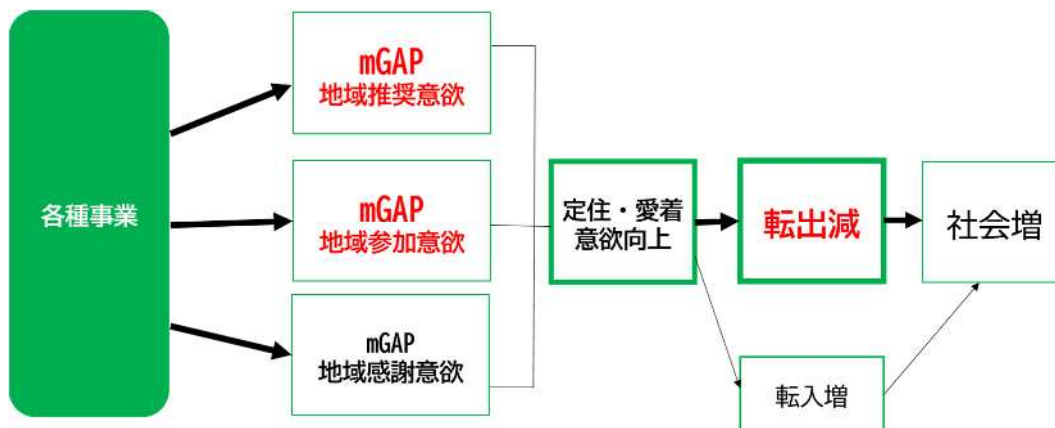 各種事業
mGAP
地域推奨意欲
mGAP
地域参加意欲
mGAP
地域感謝意欲
定住・愛着
意欲向上
転出減
社会増
転入増